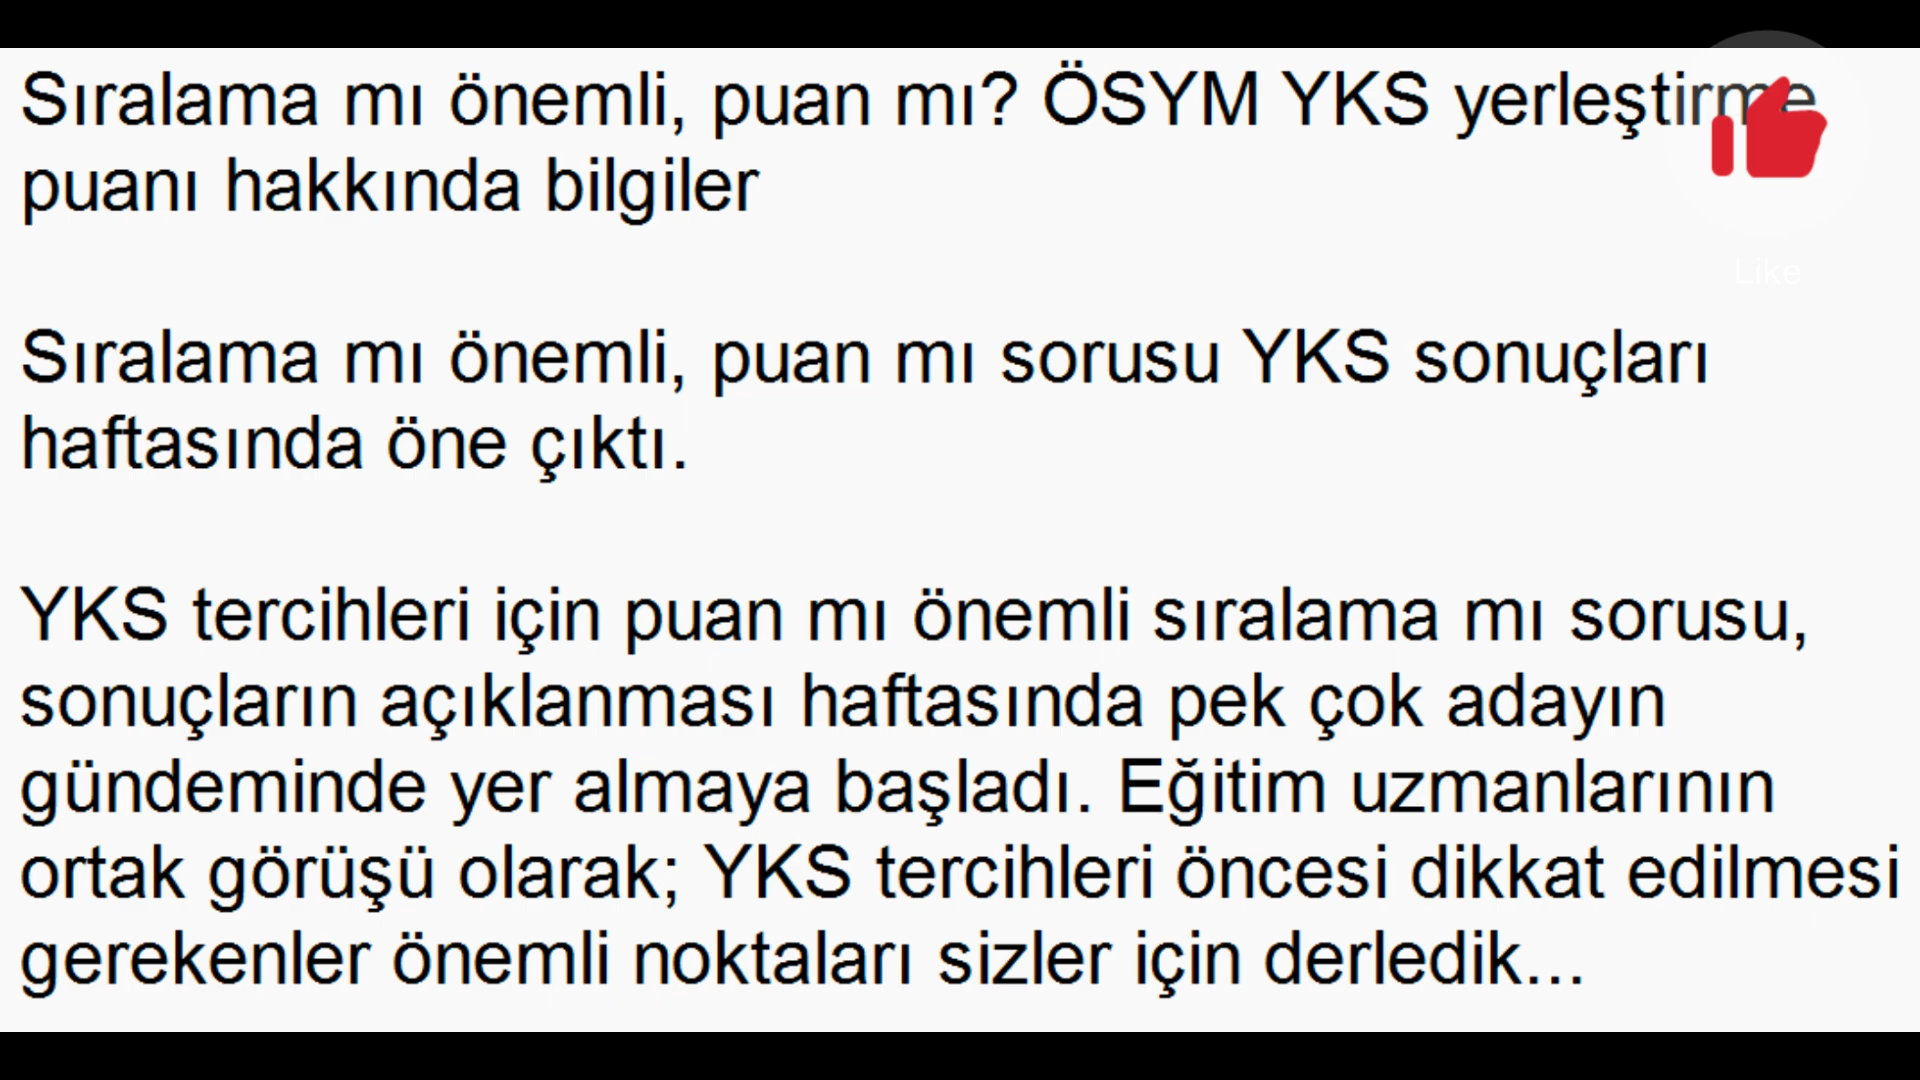 Sıralama mı önemli, puan mı? ÖSYM YKS yerleştirme
puanı hakkında bilgiler
Like
Sıralama mı önemli, puan mı sorusu YKS sonuçları
haftasında öne çıktı.
YKS tercihleri için puan mı önemli sıralama mı sorusu,
sonuçların açıklanması haftasında pek çok adayın
gündeminde yer almaya başladı. Eğitim uzmanlarının
ortak görüşü olarak; YKS tercihleri öncesi dikkat edilmesi
gerekenler önemli noktaları sizler için derledik...